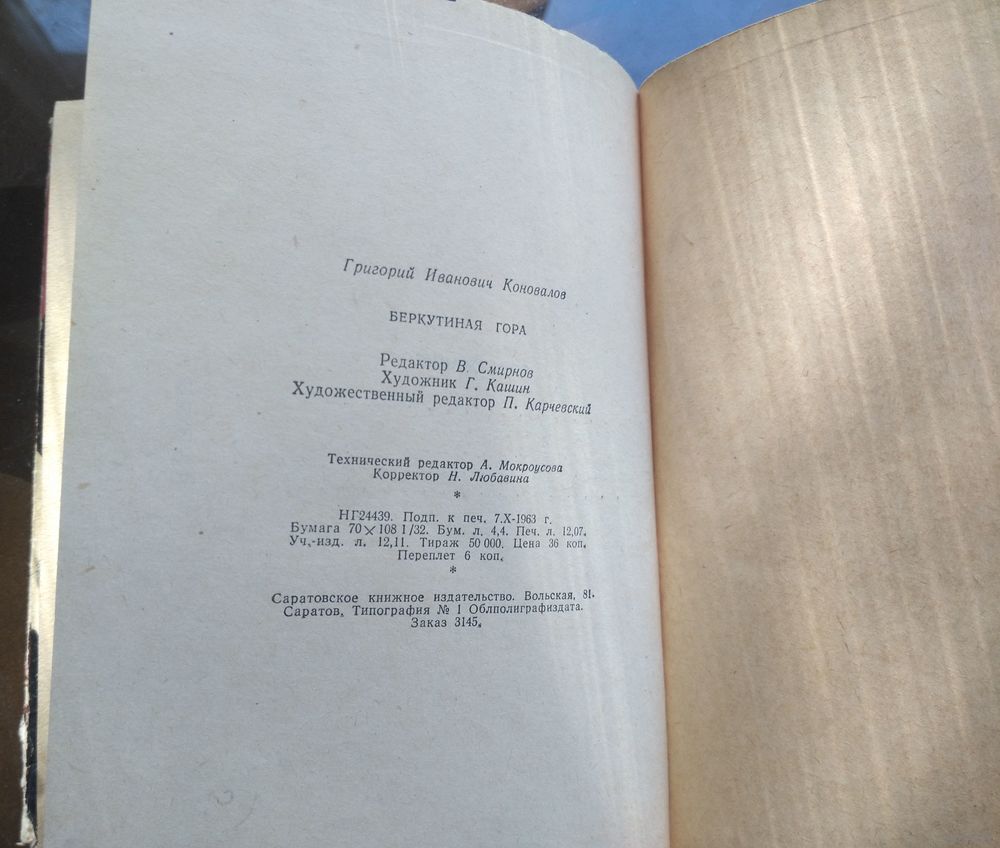 Григорий Иванович Коновалов
БЕРКУТИНАЯ ГОРА
Редактор В. Смирнов
Художник Г. Кашин
Художественный редактор П. Карчевский
Технический редактор А. Мокроусова
Корректор Н. Любавина
*
НГ24439. Подп. к печ. 7.X-1963 г.
Бумага 70×108 1/32. Бум. л. 4,4. Печ. л. 12,07.
Уч.-изд. л. 12,11. Тираж 50 000. Цена 36 коп.
Переплет 6 коп.
*
Саратовское книжное издательство. Вольская, 81.
Саратов. Типография № 1 Облполиграфиздата.
Заказ 3145.